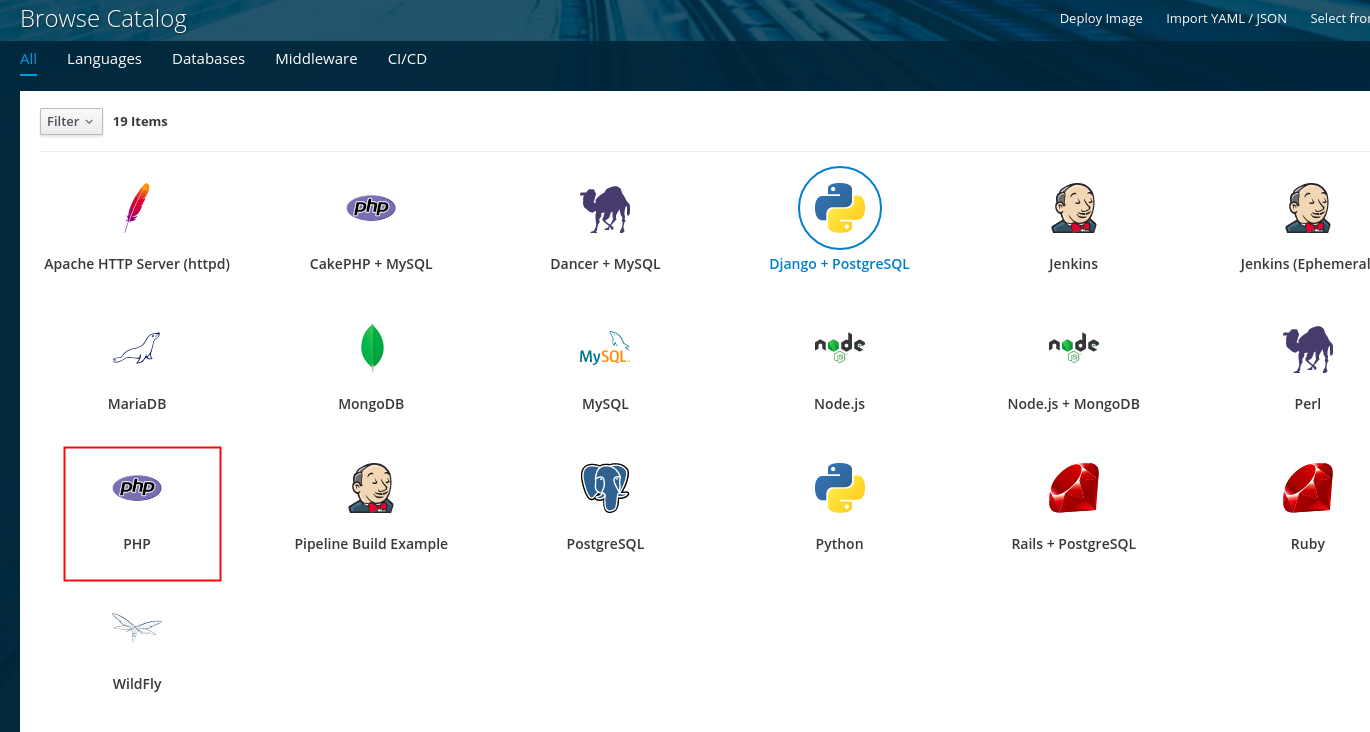 Browse Catalog
Deploy Image Import YAML / JSON Select fro
All Languages Databases Middleware CI/CD
Filter 19 Items
php
Apache HTTP Server (httpd) CakePHP + MySQL Dancer + MySQL Django + PostgreSQL Jenkins Jenkins (Ephemeral
MySQL node JS node JS
MariaDB MongoDB MySQL Node.js Node.js + MongoDB Perl
php
PHP Pipeline Build Example PostgreSQL Python Rails + PostgreSQL Ruby
WildFly